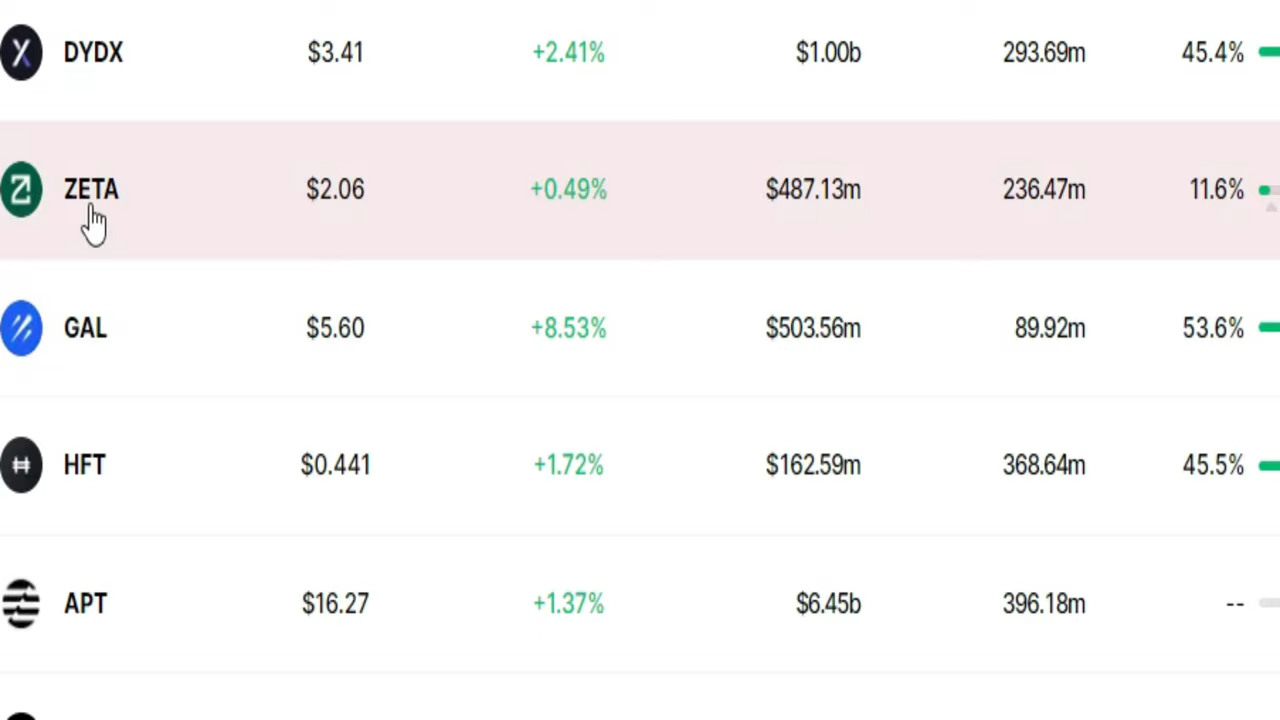 DYDX $3.41 +2.41% $1.00b 293.69m 45.4%
ZETA $2.06 +0.49% $487.13m 236.47m 11.6%
GAL $5.60 +8.53% $503.56m 89.92m 53.6%
HFT $0.441 +1.72% $162.59m 368.64m 45.5%
APT $16.27 +1.37% $6.45b 396.18m --